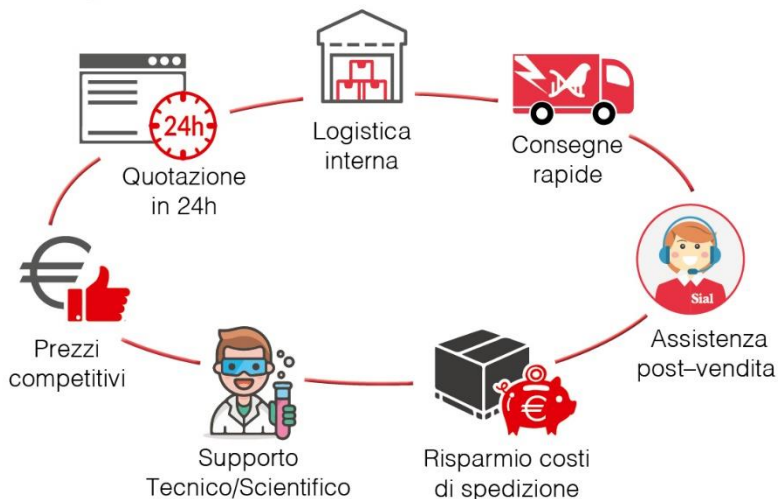 24h
Quotazione
in 24h
Logistica
interna
Consegne
rapide
Sial
Assistenza
post–vendita
Risparmio costi
di spedizione
Supporto
Tecnico/Scientifico
€
Prezzi
competitivi